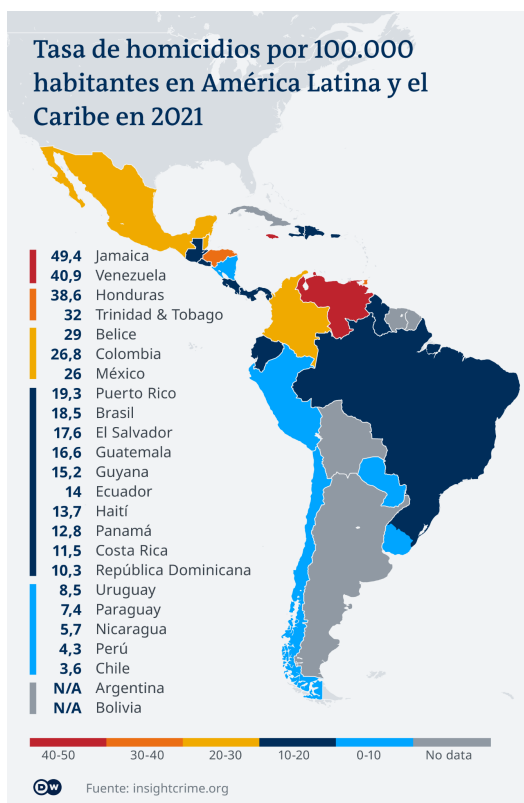 Tasa de homicidios por 100.000
habitantes en América Latina y el
Caribe en 2021
49,4 Jamaica
40,9 Venezuela
38,6 Honduras
32 Trinidad & Tobago
29 Belice
26,8 Colombia
26 México
19,3 Puerto Rico
18,5 Brasil
17,6 El Salvador
16,6 Guatemala
15,2 Guyana
14 Ecuador
13,7 Haití
12,8 Panamá
11,5 Costa Rica
10,3 República Dominicana
8,5 Uruguay
7,4 Paraguay
5,7 Nicaragua
4,3 Perú
3,6 Chile
N/A Argentina
N/A Bolivia
40-50 30-40 20-30 10-20 0-10 No data
DW Fuente: insightcrime.org